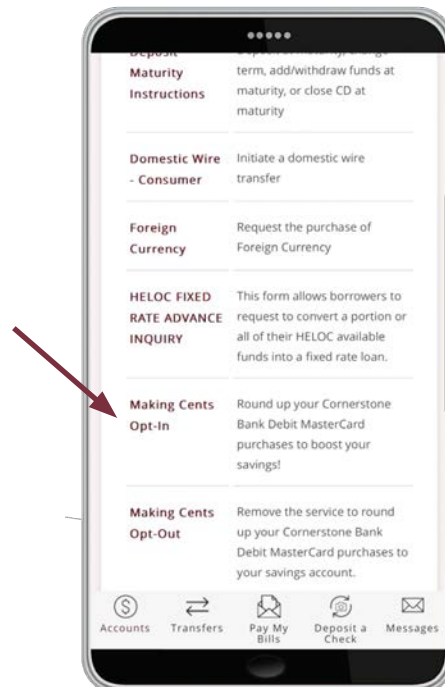 Maturity
Instructions
term, add/withdraw funds at
maturity, or close CD at
maturity
Domestic Wire
- Consumer
Initiate a domestic wire
transfer
Foreign
Currency
Request the purchase of
Foreign Currency
HELOC FIXED
RATE ADVANCE
INQUIRY
This form allows borrowers to
request to convert a portion or
all of their HELOC available
funds into a fixed rate loan.
Making Cents
Opt-In
Round up your Cornerstone
Bank Debit MasterCard
purchases to boost your
savings!
Making Cents
Opt-Out
Remove the service to round
up your Cornerstone Bank
Debit MasterCard purchases to
your savings account.
Accounts
Transfers
Pay My
Bills
Deposit a
Check
Messages